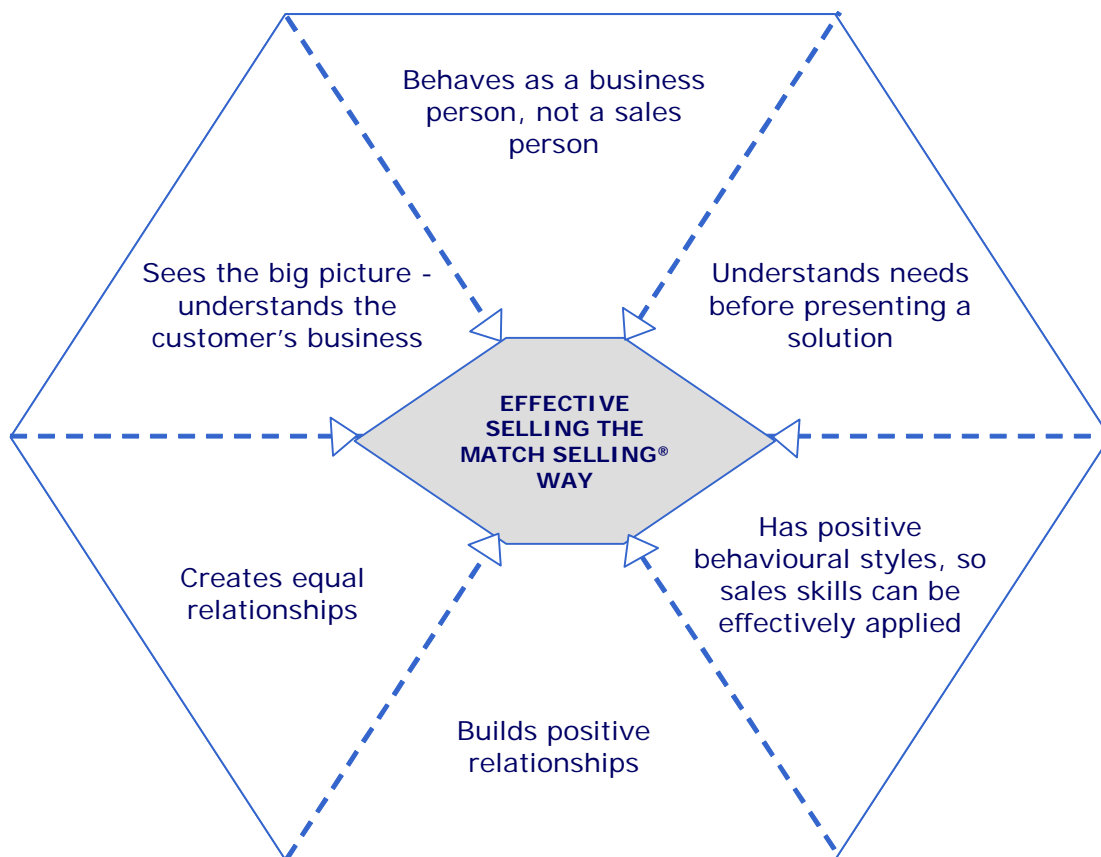 Behaves as a business
person, not a sales
person
Sees the big picture -
understands the
customer’s business
Understands needs
before presenting a
solution
EFFECTIVE
SELLING THE
MATCH SELLING®
WAY
Creates equal
relationships
Has positive
behavioural styles, so
sales skills can be
effectively applied
Builds positive
relationships